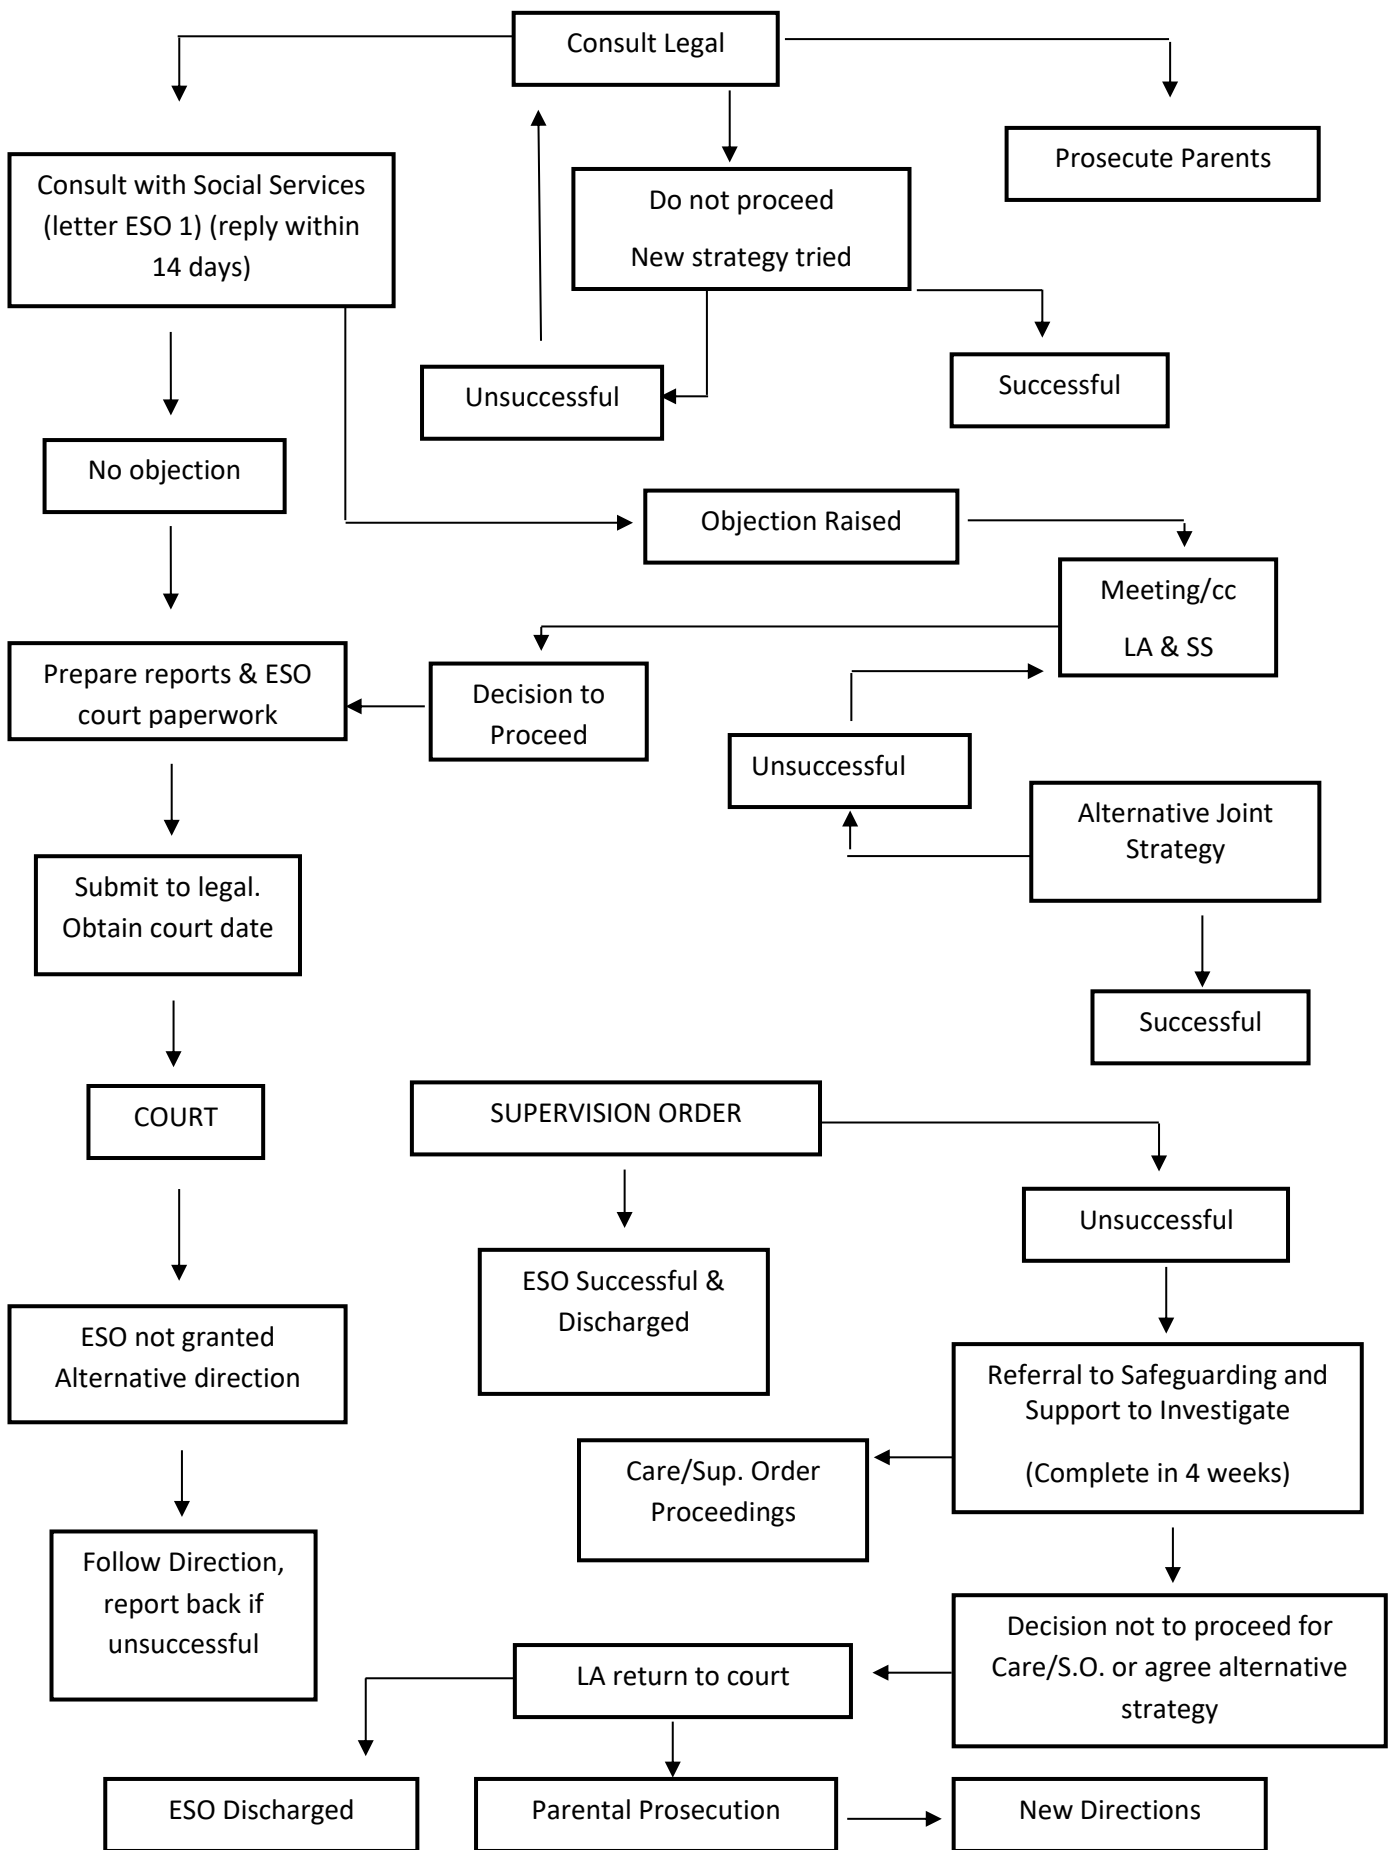 Consult Legal
Prosecute Parents
Consult with Social Services
(letter ESO 1) (reply within
14 days)
Do not proceed
New strategy tried
Unsuccessful
Successful
No objection
Objection Raised
Meeting/cc
LA & SS
Prepare reports & ESO
court paperwork
Decision to
Proceed
Unsuccessful
Alternative Joint
Strategy
Submit to legal.
Obtain court date
Successful
COURT
SUPERVISION ORDER
Unsuccessful
ESO Successful &
Discharged
ESO not granted
Alternative direction
Referral to Safeguarding and
Support to Investigate
(Complete in 4 weeks)
Care/Sup. Order
Proceedings
Follow Direction,
report back if
unsuccessful
Decision not to proceed for
Care/S.O. or agree alternative
strategy
LA return to court
ESO Discharged
Parental Prosecution
New Directions